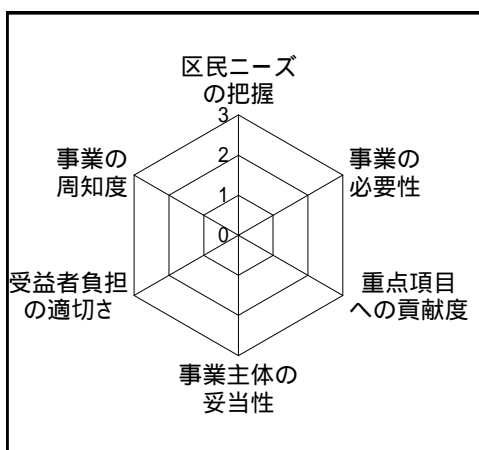 区民ニーズ
の把握
3
2
1
0
事業の
周知度
事業の
必要性
受益者負担
の適切さ
重点項目
への貢献度
事業主体の
妥当性